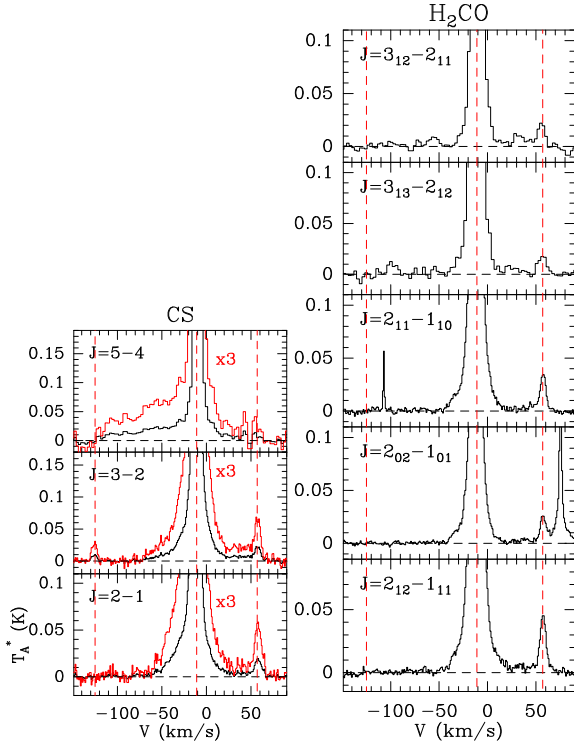 H₂CO
0.1
0.05
0
J=3₁₂−2₁₁
0.1
0.05
0
J=3₁₃−2₁₂
CS
0.15
0.1
0.05
0
J=5−4
x3
0.1
0.05
0
J=2₁₁−1₁₀
0.15
0.1
0.05
0
J=3−2
x3
0.1
0.05
0
J=2₀₂−1₀₁
0.1
0.05
0
J=2−1
x3
T_A* (K)
0.1
0.05
0
J=2₁₂−1₁₁
−100 −50 0 50
V (km/s)
−100 −50 0 50
V (km/s)